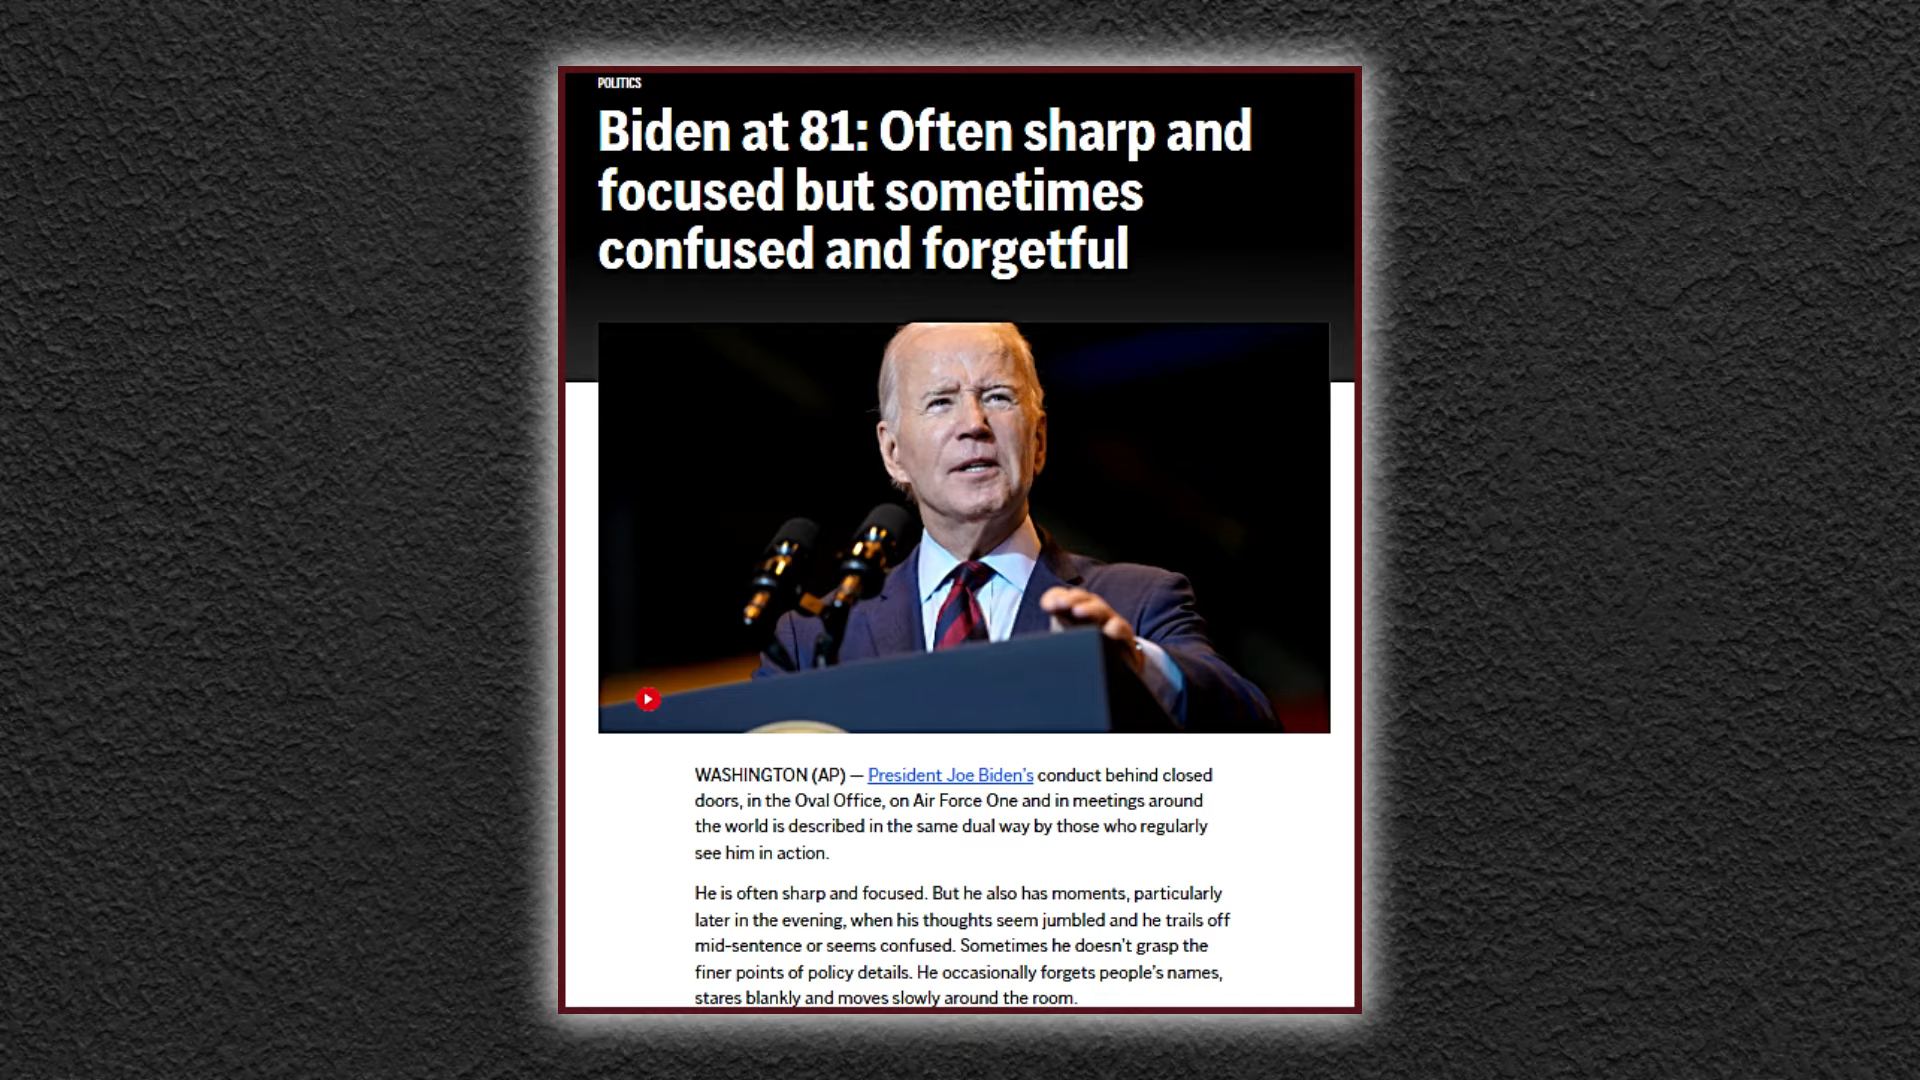 POLITICS
Biden at 81: Often sharp and
focused but sometimes
confused and forgetful
WASHINGTON (AP) — President Joe Biden's conduct behind closed
doors, in the Oval Office, on Air Force One and in meetings around
the world is described in the same dual way by those who regularly
see him in action.
He is often sharp and focused. But he also has moments, particularly
later in the evening, when his thoughts seem jumbled and he trails off
mid-sentence or seems confused. Sometimes he doesn't grasp the
finer points of policy details. He occasionally forgets people's names,
stares blankly and moves slowly around the room.